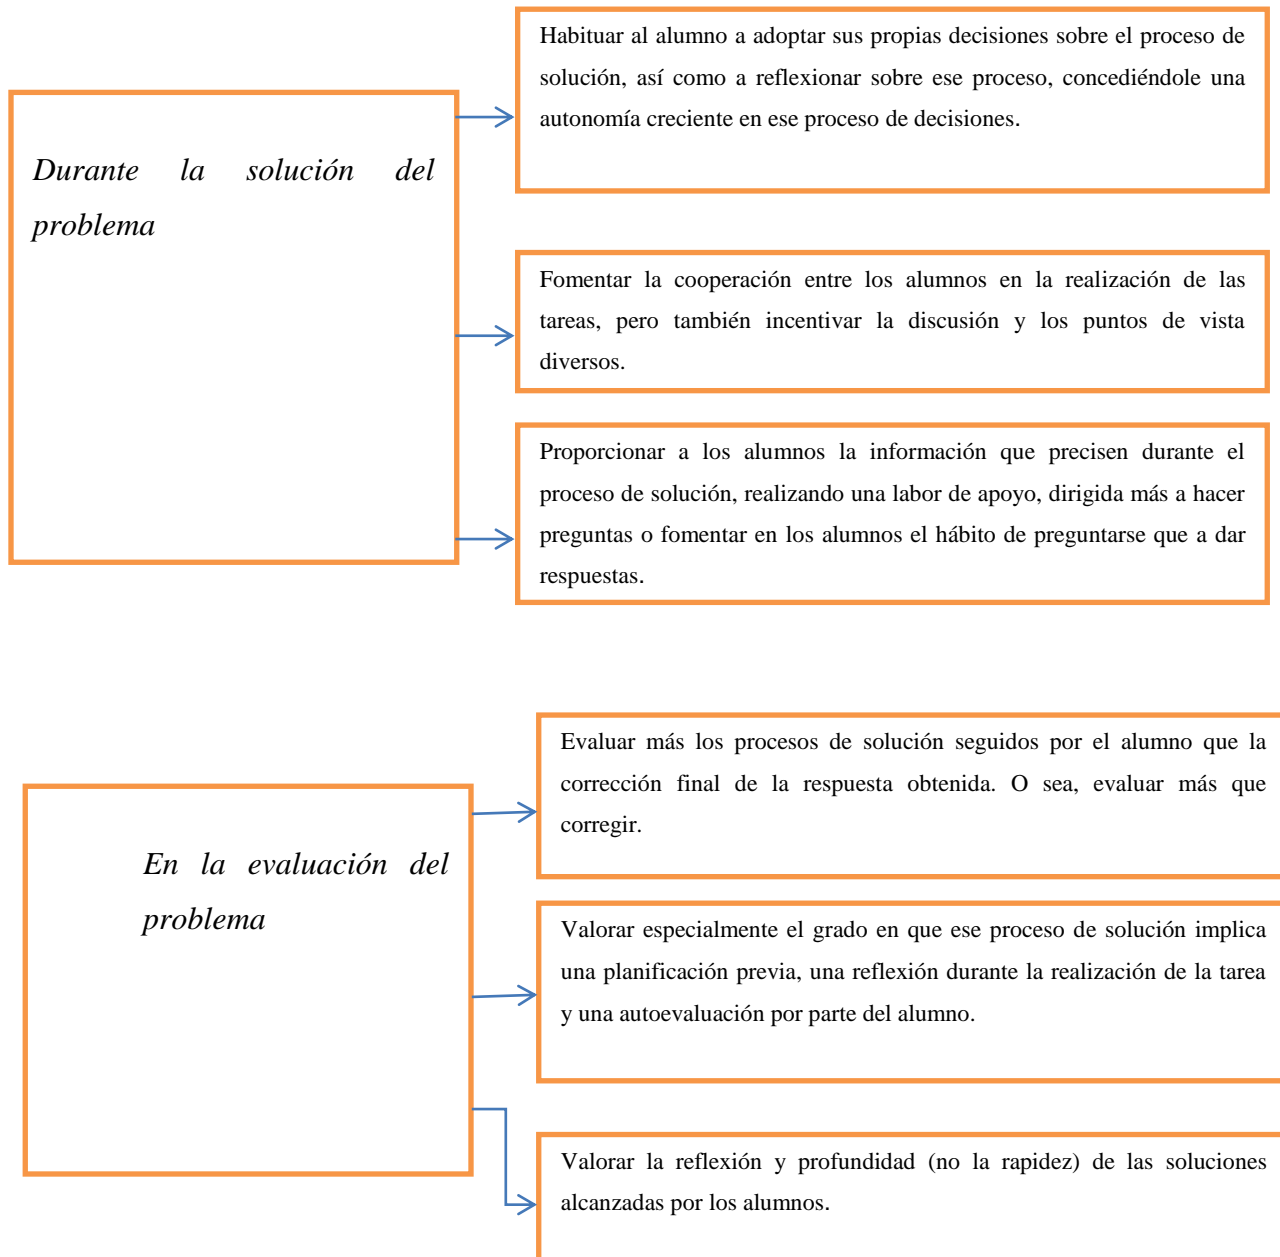 Durante la solución del
problema
Habituar al alumno a adoptar sus propias decisiones sobre el proceso de
solución, así como a reflexionar sobre ese proceso, concediéndole una
autonomía creciente en ese proceso de decisiones.
Fomentar la cooperación entre los alumnos en la realización de las
tareas, pero también incentivar la discusión y los puntos de vista
diversos.
Proporcionar a los alumnos la información que precisen durante el
proceso de solución, realizando una labor de apoyo, dirigida más a hacer
preguntas o fomentar en los alumnos el hábito de preguntarse que a dar
respuestas.
En la evaluación del
problema
Evaluar más los procesos de solución seguidos por el alumno que la
corrección final de la respuesta obtenida. O sea, evaluar más que
corregir.
Valorar especialmente el grado en que ese proceso de solución implica
una planificación previa, una reflexión durante la realización de la tarea
y una autoevaluación por parte del alumno.
Valorar la reflexión y profundidad (no la rapidez) de las soluciones
alcanzadas por los alumnos.